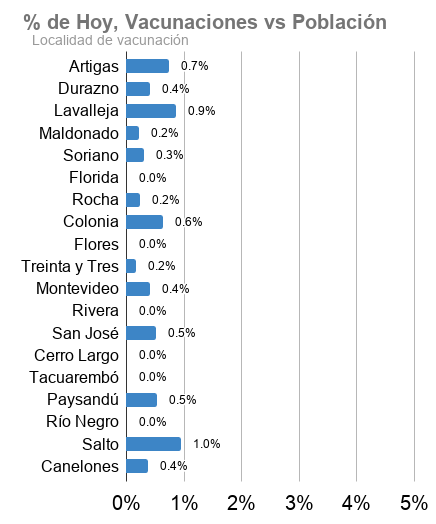 % de Hoy, Vacunaciones vs Población
Localidad de vacunación
Artigas 0.7%
Durazno 0.4%
Lavalleja 0.9%
Maldonado 0.2%
Soriano 0.3%
Florida 0.0%
Rocha 0.2%
Colonia 0.6%
Flores 0.0%
Treinta y Tres 0.2%
Montevideo 0.4%
Rivera 0.0%
San José 0.5%
Cerro Largo 0.0%
Tacuarembó 0.0%
Paysandú 0.5%
Río Negro 0.0%
Salto 1.0%
Canelones 0.4%
0% 1% 2% 3% 4% 5%